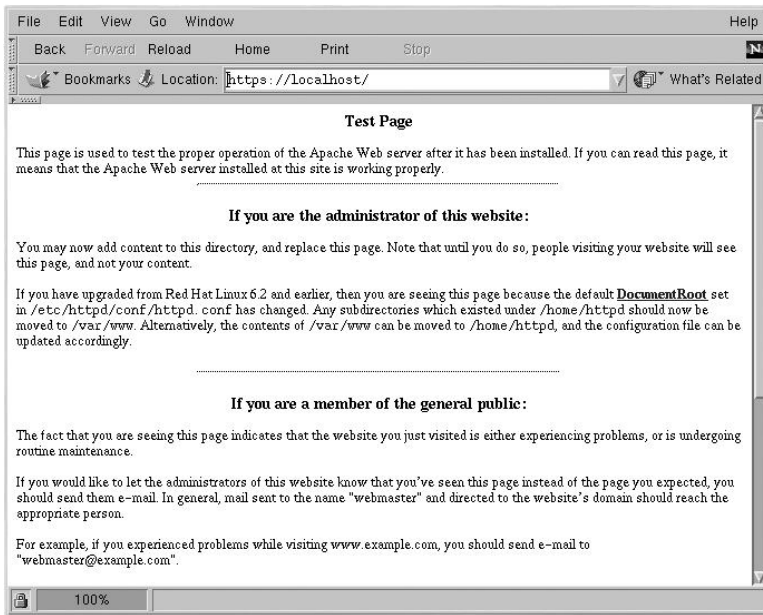 File Edit View Go Window Help
Back Forward Reload Home Print Stop N
Bookmarks Location: https://localhost/ What's Related
Test Page
This page is used to test the proper operation of the Apache Web server after it has been installed. If you can read this page, it
means that the Apache Web server installed at this site is working properly.
If you are the administrator of this website:
You may now add content to this directory, and replace this page. Note that until you do so, people visiting your website will see
this page, and not your content.
If you have upgraded from Red Hat Linux 6.2 and earlier, then you are seeing this page because the default DocumentRoot set
in /etc/httpd/conf/httpd.conf has changed. Any subdirectories which existed under /home/httpd should now be
moved to /var/www. Alternatively, the contents of /var/www can be moved to /home/httpd, and the configuration file can be
updated accordingly.
If you are a member of the general public:
The fact that you are seeing this page indicates that the website you just visited is either experiencing problems, or is undergoing
routine maintenance.
If you would like to let the administrators of this website know that you've seen this page instead of the page you expected, you
should send them e-mail. In general, mail sent to the name "webmaster" and directed to the website's domain should reach the
appropriate person.
For example, if you experienced problems while visiting www.example.com, you should send e-mail to
"webmaster@example.com".
100%